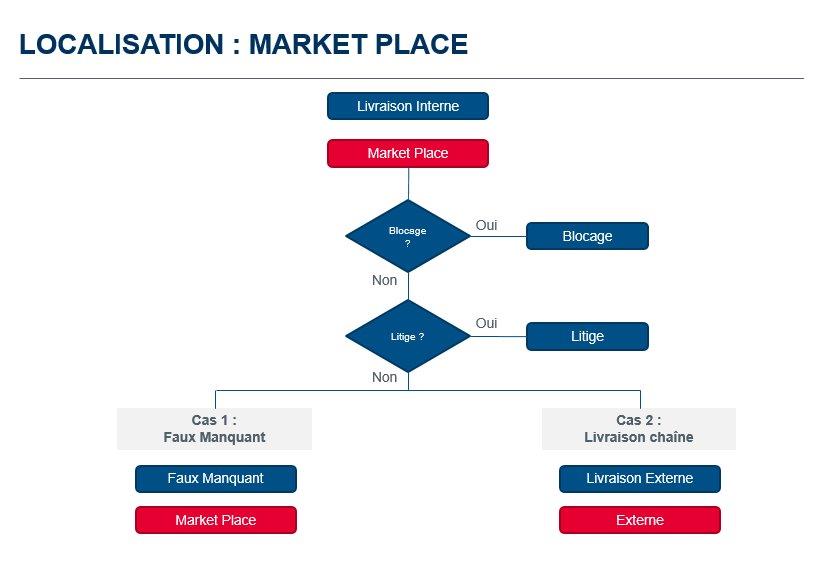 LOCALISATION : MARKET PLACE
Livraison Interne
Market Place
Blocage
?
Oui
Blocage
Non
Litige ?
Oui
Litige
Non
Cas 1 :
Faux Manquant
Cas 2 :
Livraison chaîne
Faux Manquant
Livraison Externe
Market Place
Externe